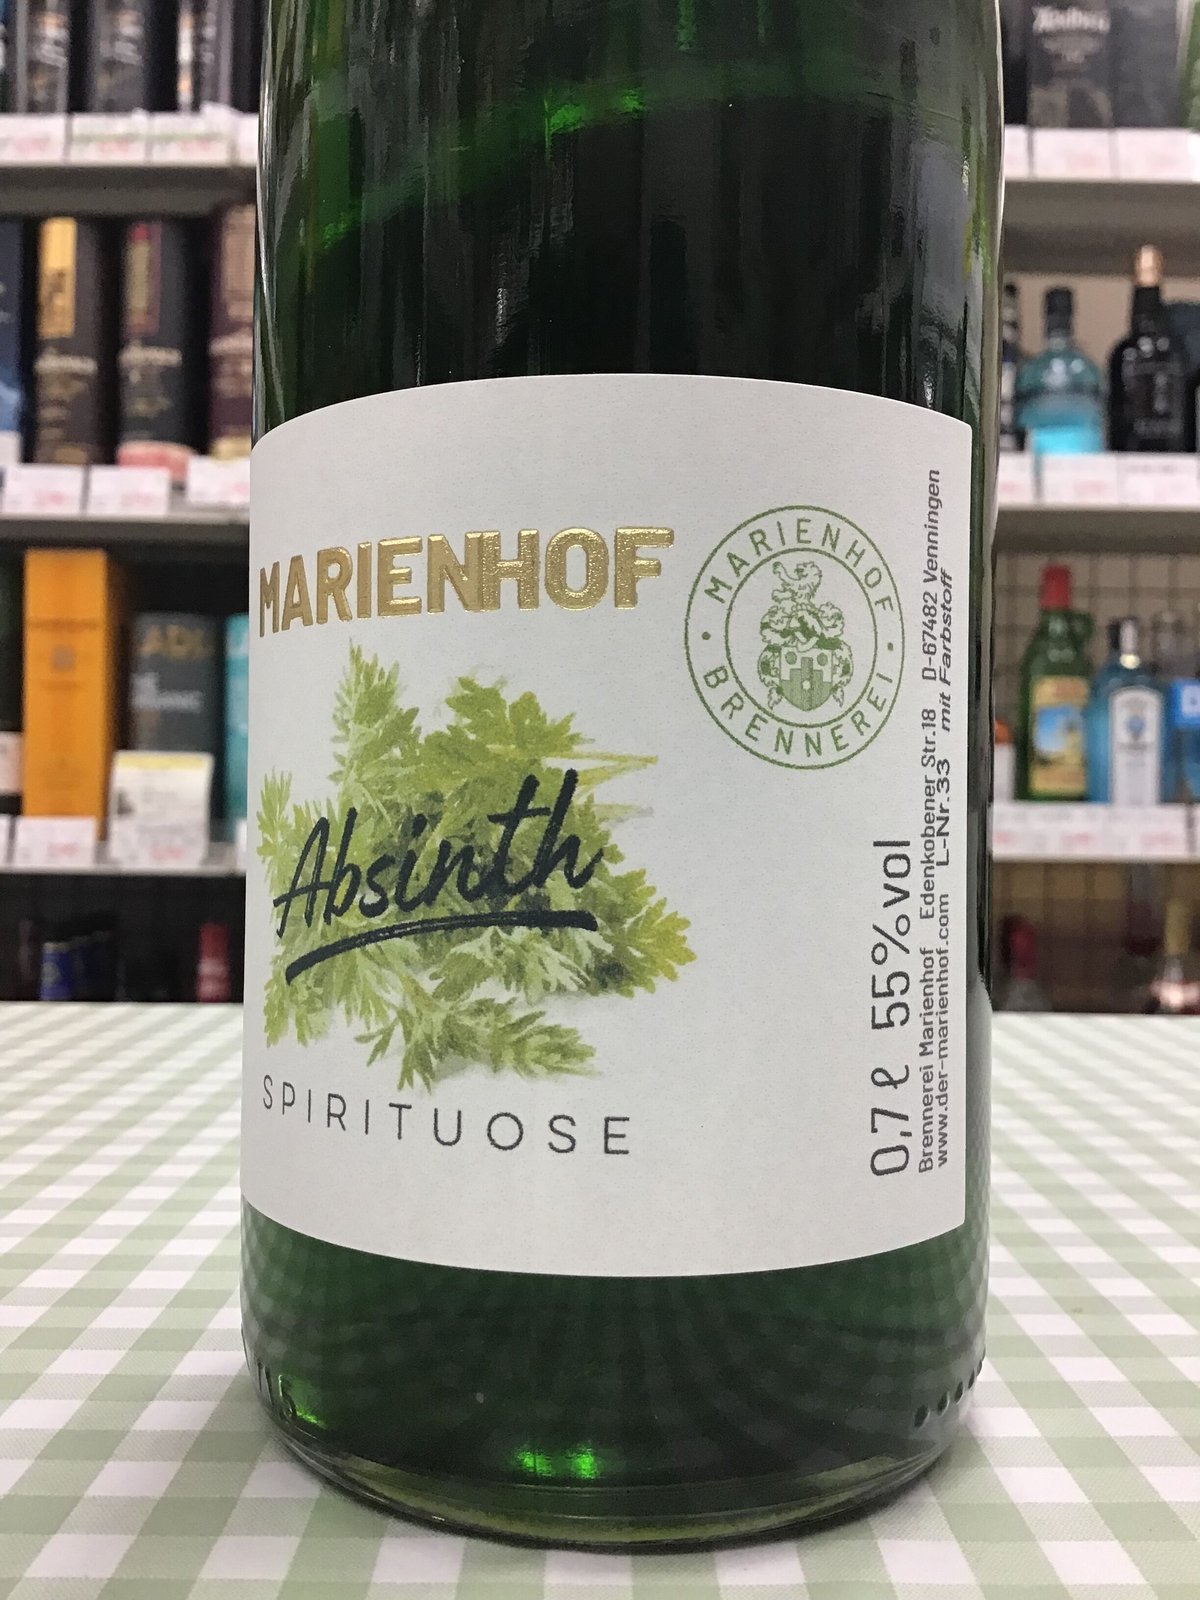 MARIENHOF
Absinth
SPIRITUOSE
MARIENHOF
BRENNEREI
0,7 ℓ 55%vol
Brennerei Marienhof Edenkobener Str.18 D-67482 Venningen
www.der-marienhof.com L-Nr.33 mit Farbstoff